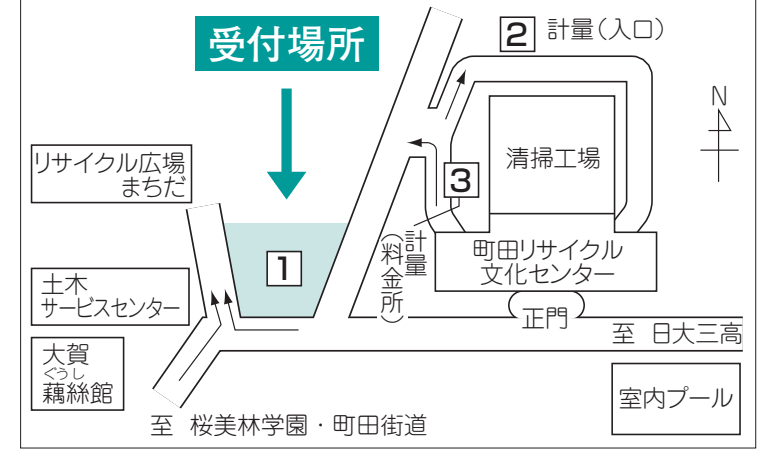 受付場所
2 計量(入口)
N
清掃工場
リサイクル広場
まちだ
3
計量
(料金所)
1
町田リサイクル
文化センター
土木
サービスセンター
正門
至 日大三高
大賀
ぐうし
藕絲館
室内プール
至 桜美林学園・町田街道